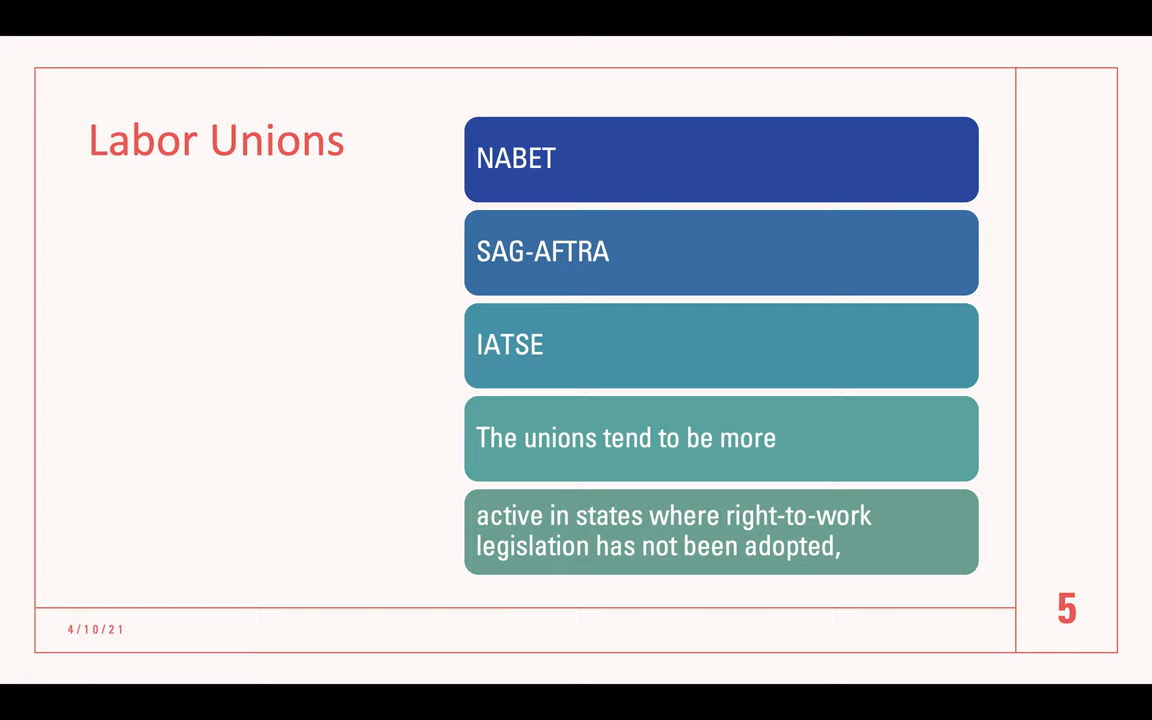 Labor Unions
NABET
SAG-AFTRA
IATSE
The unions tend to be more
active in states where right-to-work
legislation has not been adopted,
5
4/10/21